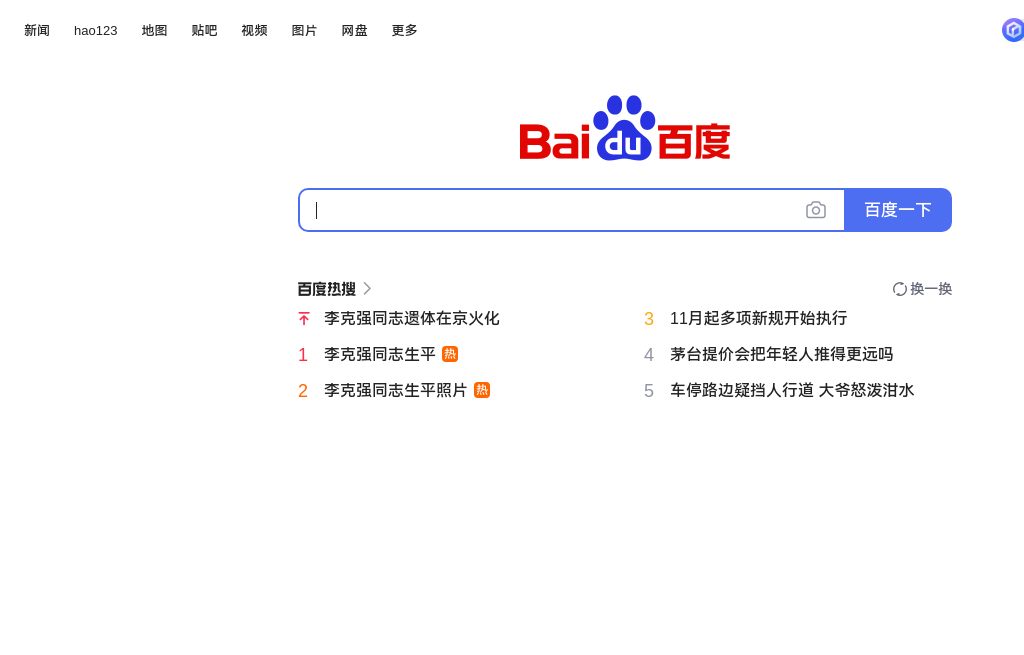 新闻 hao123 地图 贴吧 视频 图片 网盘 更多
Bai du 百度
百度一下
百度热搜 换一换
李克强同志遗体在京火化
1 李克强同志生平 热
2 李克强同志生平照片 热
3 11月起多项新规开始执行
4 茅台提价会把年轻人推得更远吗
5 车停路边疑挡人行道 大爷怒泼泔水